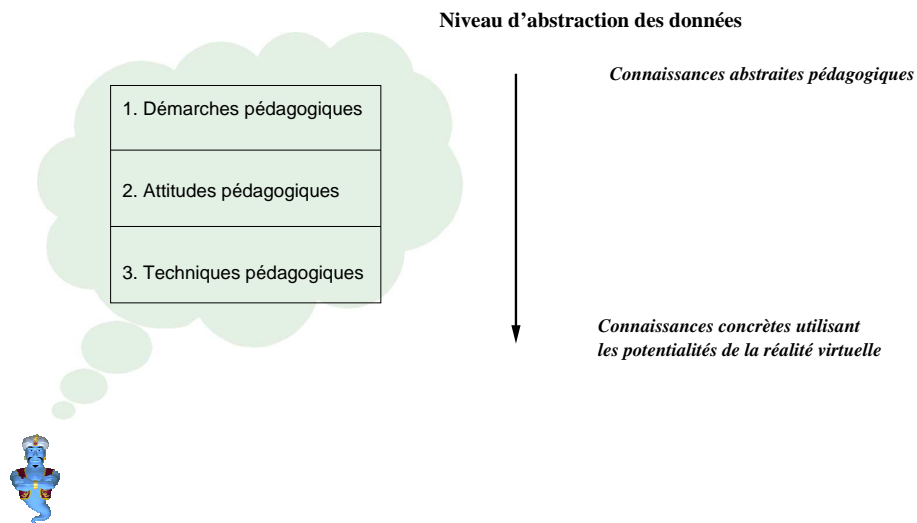 Niveau d'abstraction des données
Connaissances abstraites pédagogiques
1. Démarches pédagogiques
2. Attitudes pédagogiques
3. Techniques pédagogiques
Connaissances concrètes utilisant
les potentialités de la réalité virtuelle